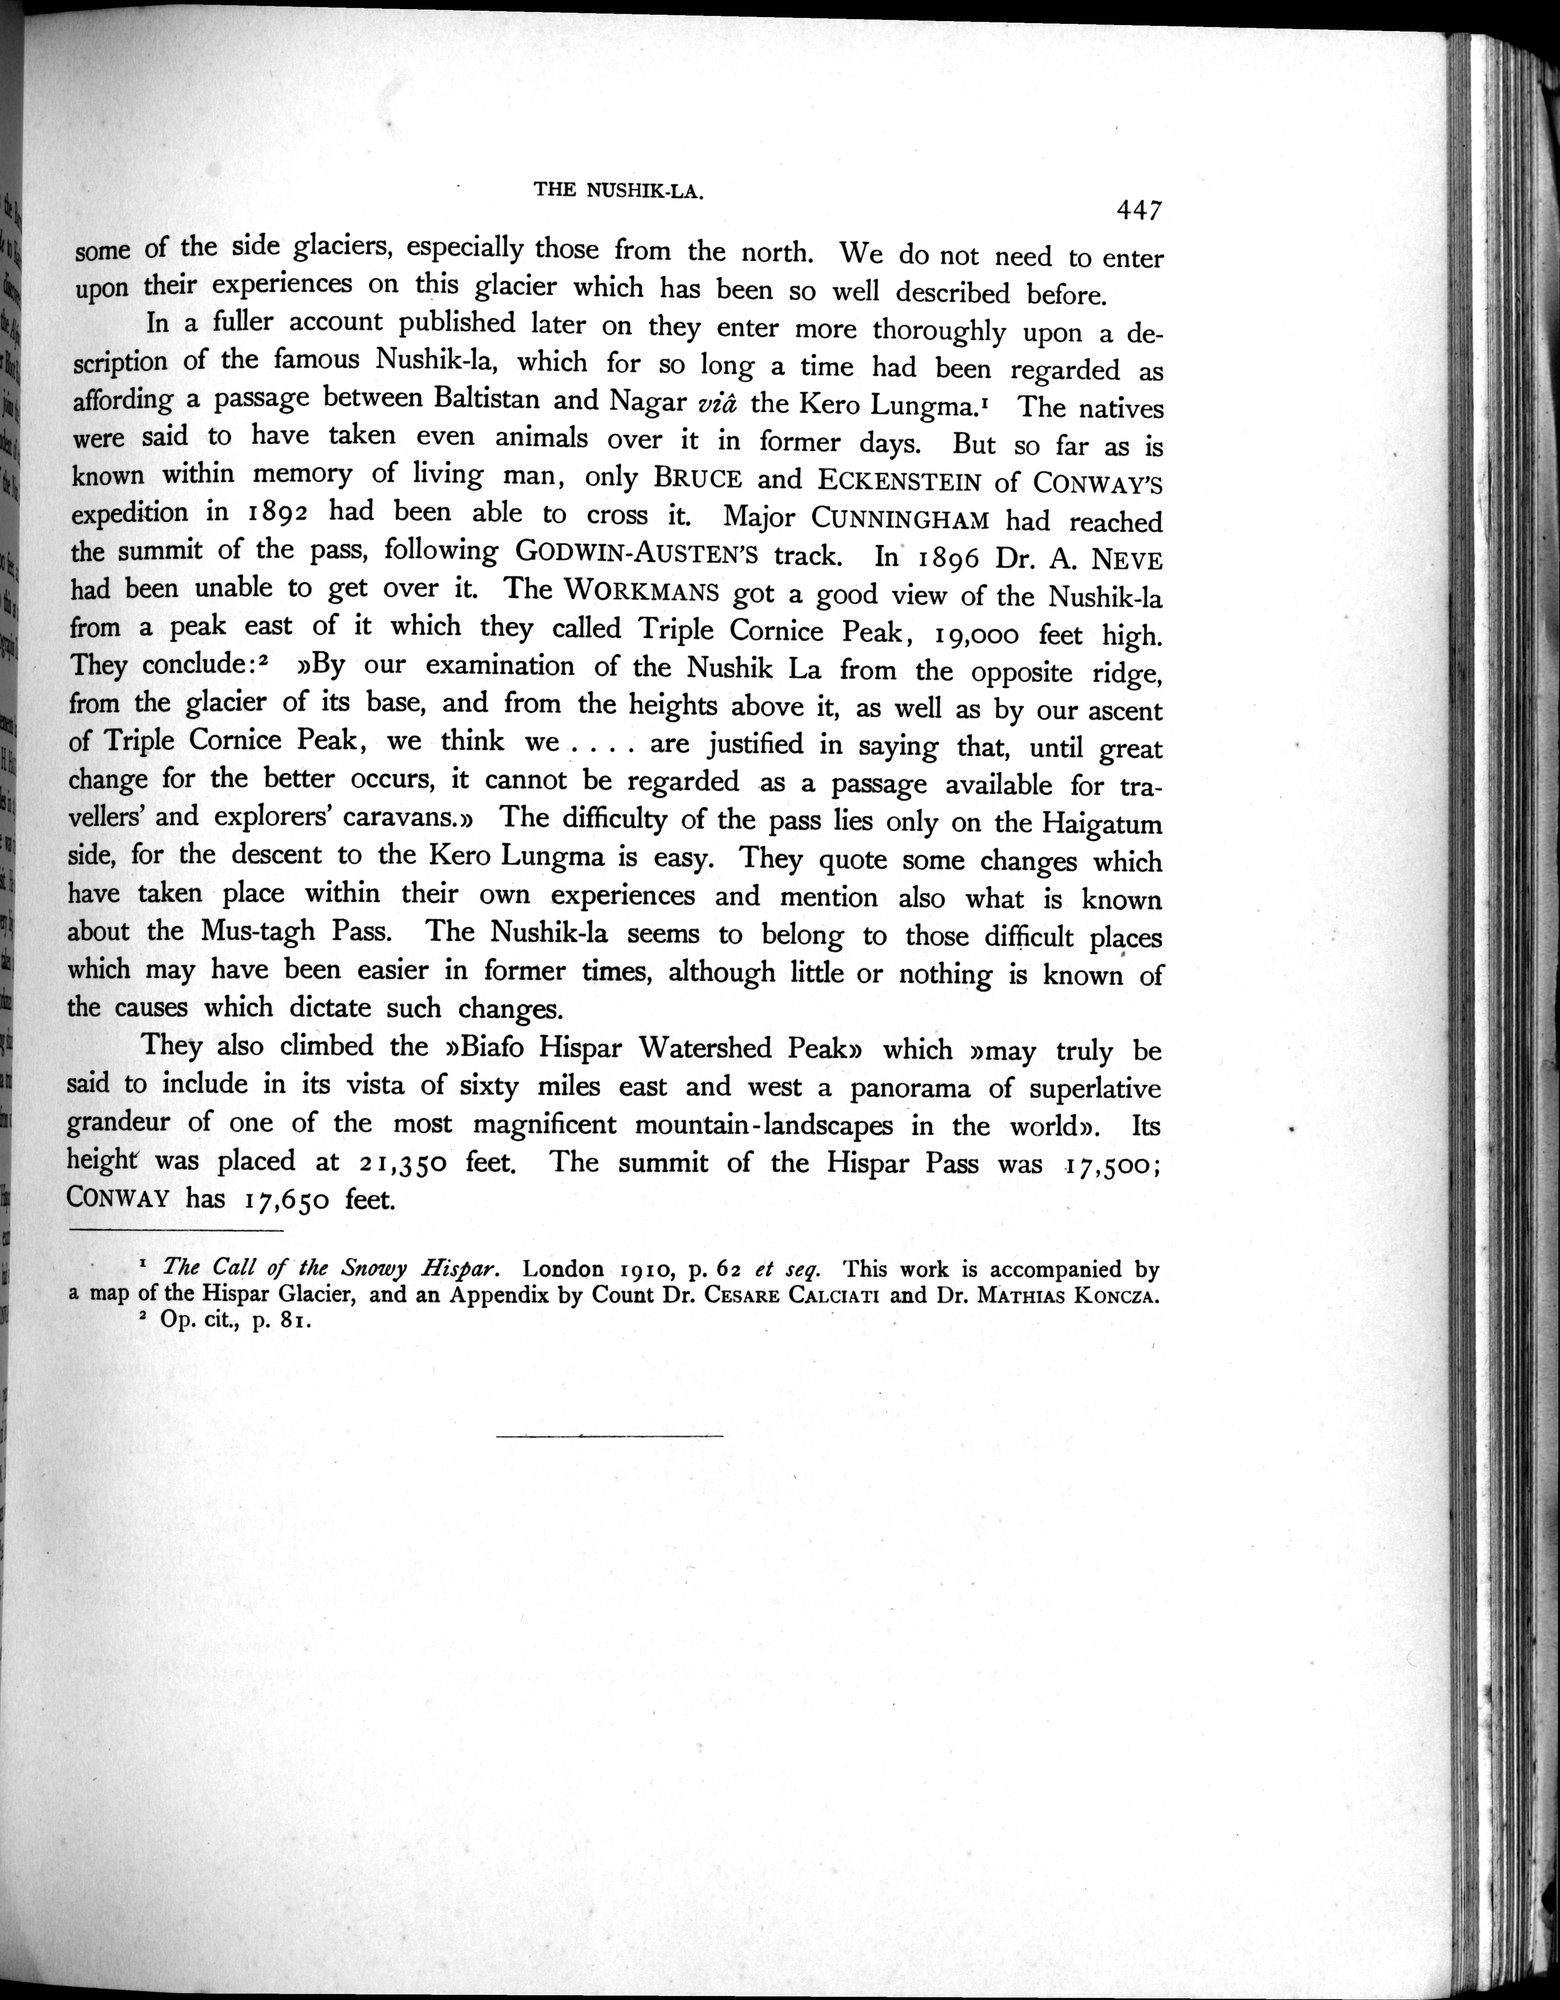 THE NUSHIK-LA.
447
some of the side glaciers, especially those from the north. We do not need to enter
upon their experiences on this glacier which has been so well described before.
In a fuller account published later on they enter more thoroughly upon a de-
scription of the famous Nushik-la, which for so long a time had been regarded as
affording a passage between Baltistan and Nagar viâ the Kero Lungma.¹ The natives
were said to have taken even animals over it in former days. But so far as is
known within memory of living man, only BRUCE and ECKENSTEIN of CONWAY'S
expedition in 1892 had been able to cross it. Major CUNNINGHAM had reached
the summit of the pass, following GODWIN-AUSTEN'S track. In 1896 Dr. A. NEVE
had been unable to get over it. The WORKMANS got a good view of the Nushik-la
from a peak east of it which they called Triple Cornice Peak, 19,000 feet high.
They conclude:² »By our examination of the Nushik La from the opposite ridge,
from the glacier of its base, and from the heights above it, as well as by our ascent
of Triple Cornice Peak, we think we . . . . are justified in saying that, until great
change for the better occurs, it cannot be regarded as a passage available for tra-
vellers' and explorers' caravans.» The difficulty of the pass lies only on the Haigatum
side, for the descent to the Kero Lungma is easy. They quote some changes which
have taken place within their own experiences and mention also what is known
about the Mus-tagh Pass. The Nushik-la seems to belong to those difficult places
which may have been easier in former times, although little or nothing is known of
the causes which dictate such changes.
They also climbed the »Biafo Hispar Watershed Peak» which »may truly be
said to include in its vista of sixty miles east and west a panorama of superlative
grandeur of one of the most magnificent mountain-landscapes in the world». Its
height was placed at 21,350 feet. The summit of the Hispar Pass was 17,500;
CONWAY has 17,650 feet.
¹ The Call of the Snowy Hispar. London 1910, p. 62 et seq. This work is accompanied by
a map of the Hispar Glacier, and an Appendix by Count Dr. CESARE CALCIATI and Dr. MATHIAS KONCZA.
² Op. cit., p. 81.